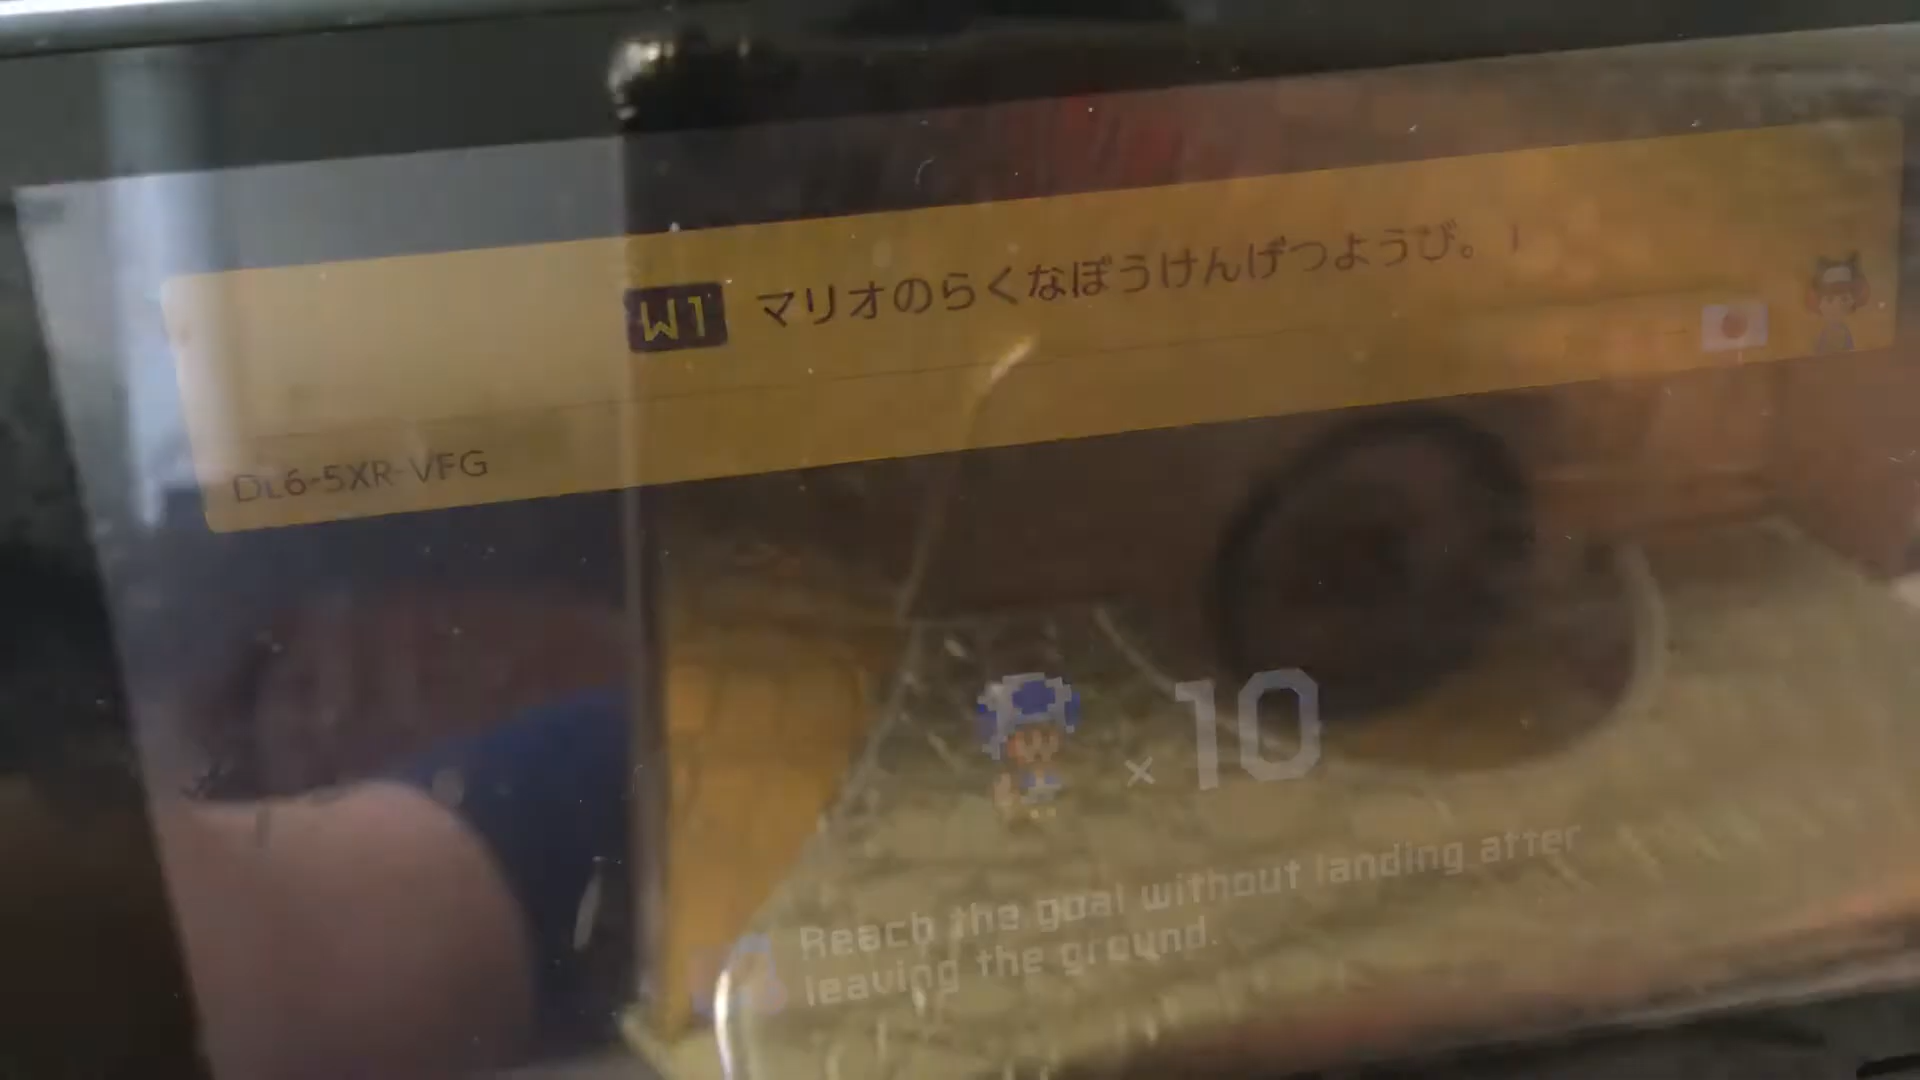 W1 マリオのらくなぼうけんげつようび。
DL6-5XR-VFG
× 10
Reach the goal without landing after
leaving the ground.